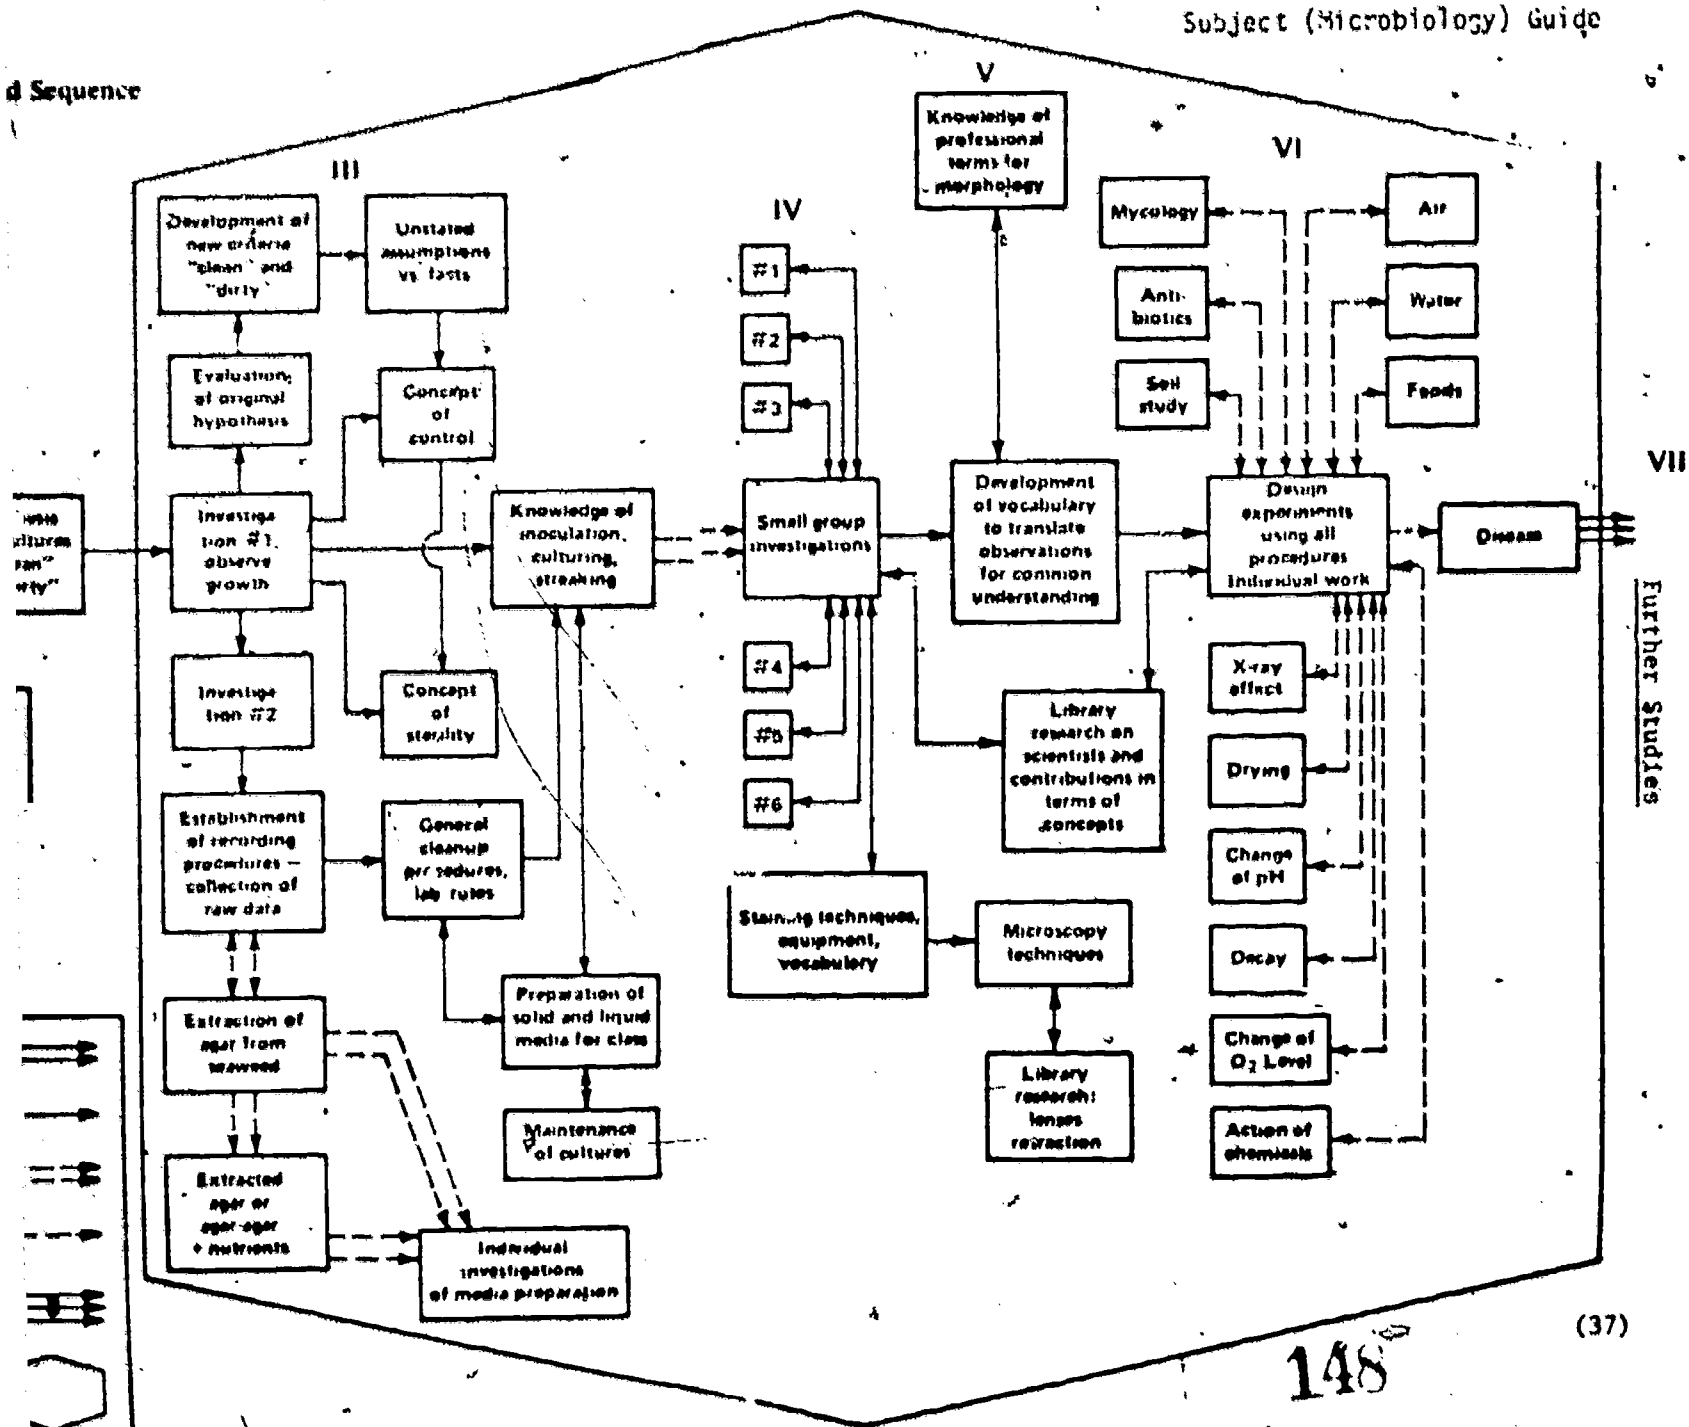 Subject (Microbiology) Guide
d Sequence
III
Development of
new criteria
"clean" and
"dirty"
Unstated
assumptions
vs
Evaluation
of original
hypothesis
Concept
of
control
Investiga
tion #1,
observe
growth
Knowledge of
inoculation,
culturing,
streaking
Investiga
tion #2
Concept
of
sterility
Establishment
of recording
procedures —
collection of
raw data
General
cleanup
procedures,
lab rules
Extraction of
agar from
seaweed
Preparation of
solid and liquid
media for class
Maintenance
of cultures
Extracted
agar or
agar-agar
+ nutrients
Individual
investigations
of media preparation
IV
#1
#2
#3
Small group
investigations
#4
#5
#6
Staining techniques,
equipment,
vocabulary
Microscopy
techniques
Library
research:
lenses
V
Knowledge of
professional
terms for
morphology
Development
of vocabulary
to translate
observations
for common
understanding
Library
research on
scientists and
contributions in
terms of
concepts
VI
Mycology
Anti-
biotics
Soil
study
Air
Water
Foods
Design
experiments
using all
procedures
Individual work
Disease
X-ray
effect
Drying
Change
of pH
Decay
Change of
O₂ Level
Action of
chemicals
VII
Further Studies
(37)
148